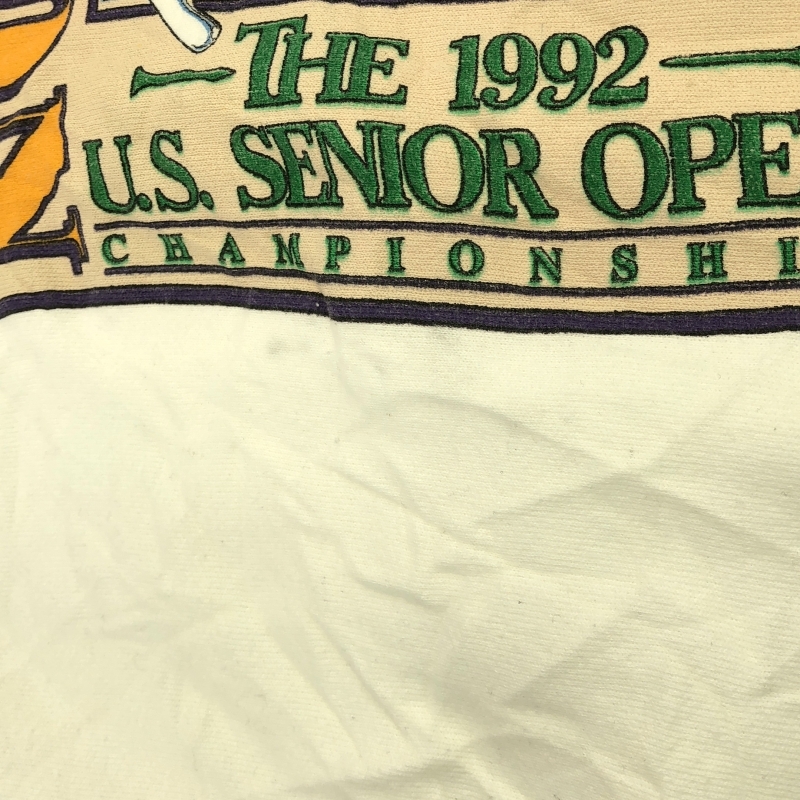 THE 1992
U.S. SENIOR OPE
CHAMPIONSHI